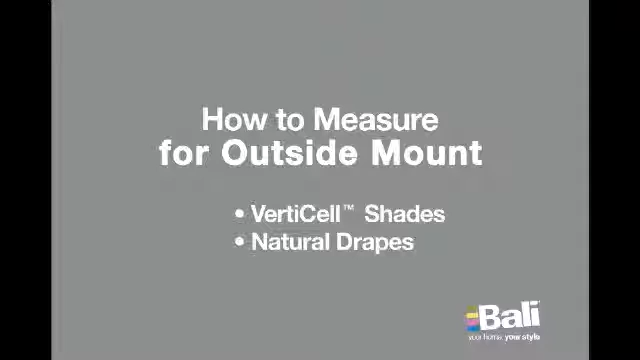 How to Measure
for Outside Mount
• VertiCell™ Shades
• Natural Drapes
Bali
your home. your style